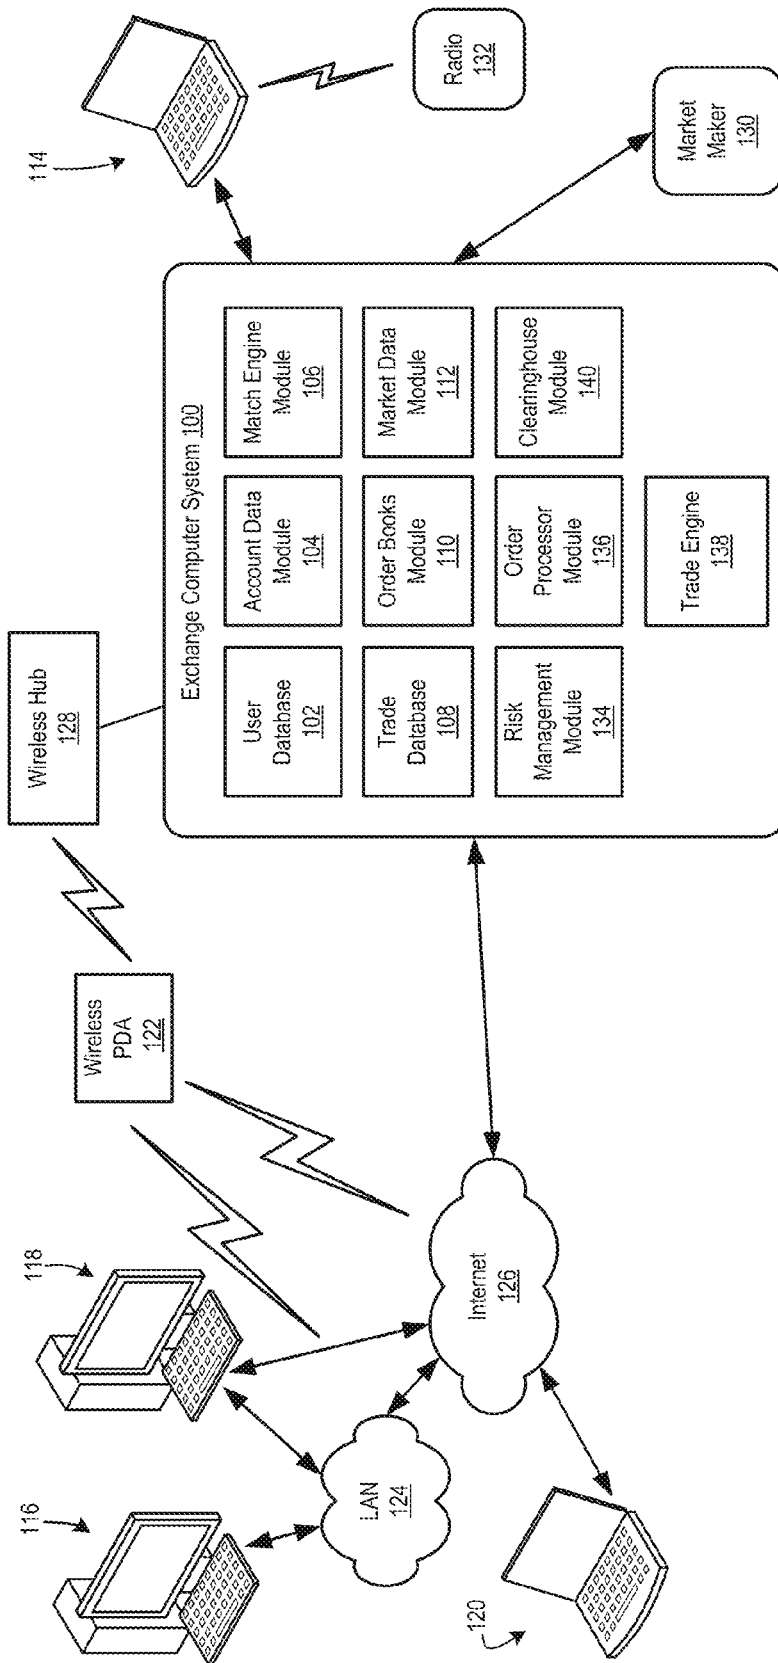 116
118
LAN
124
120
Internet
126
Wireless
PDA
122
Wireless Hub
128
Exchange Computer System 100
User
Database
102
Account Data
Module
104
Match Engine
Module
106
Trade
Database
108
Order Books
Module
110
Market Data
Module
112
Risk
Management
Module
134
Order
Processor
Module
136
Clearinghouse
Module
140
Trade Engine
138
114
Radio
132
Market
Maker
130